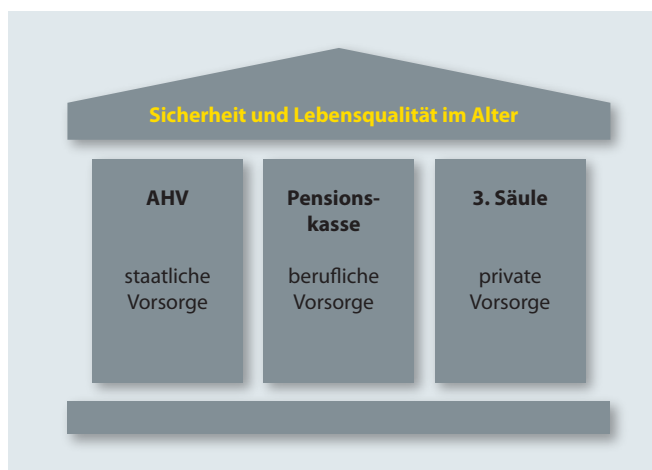 Sicherheit und Lebensqualität im Alter
AHV
staatliche
Vorsorge
Pensions-
kasse
berufliche
Vorsorge
3. Säule
private
Vorsorge